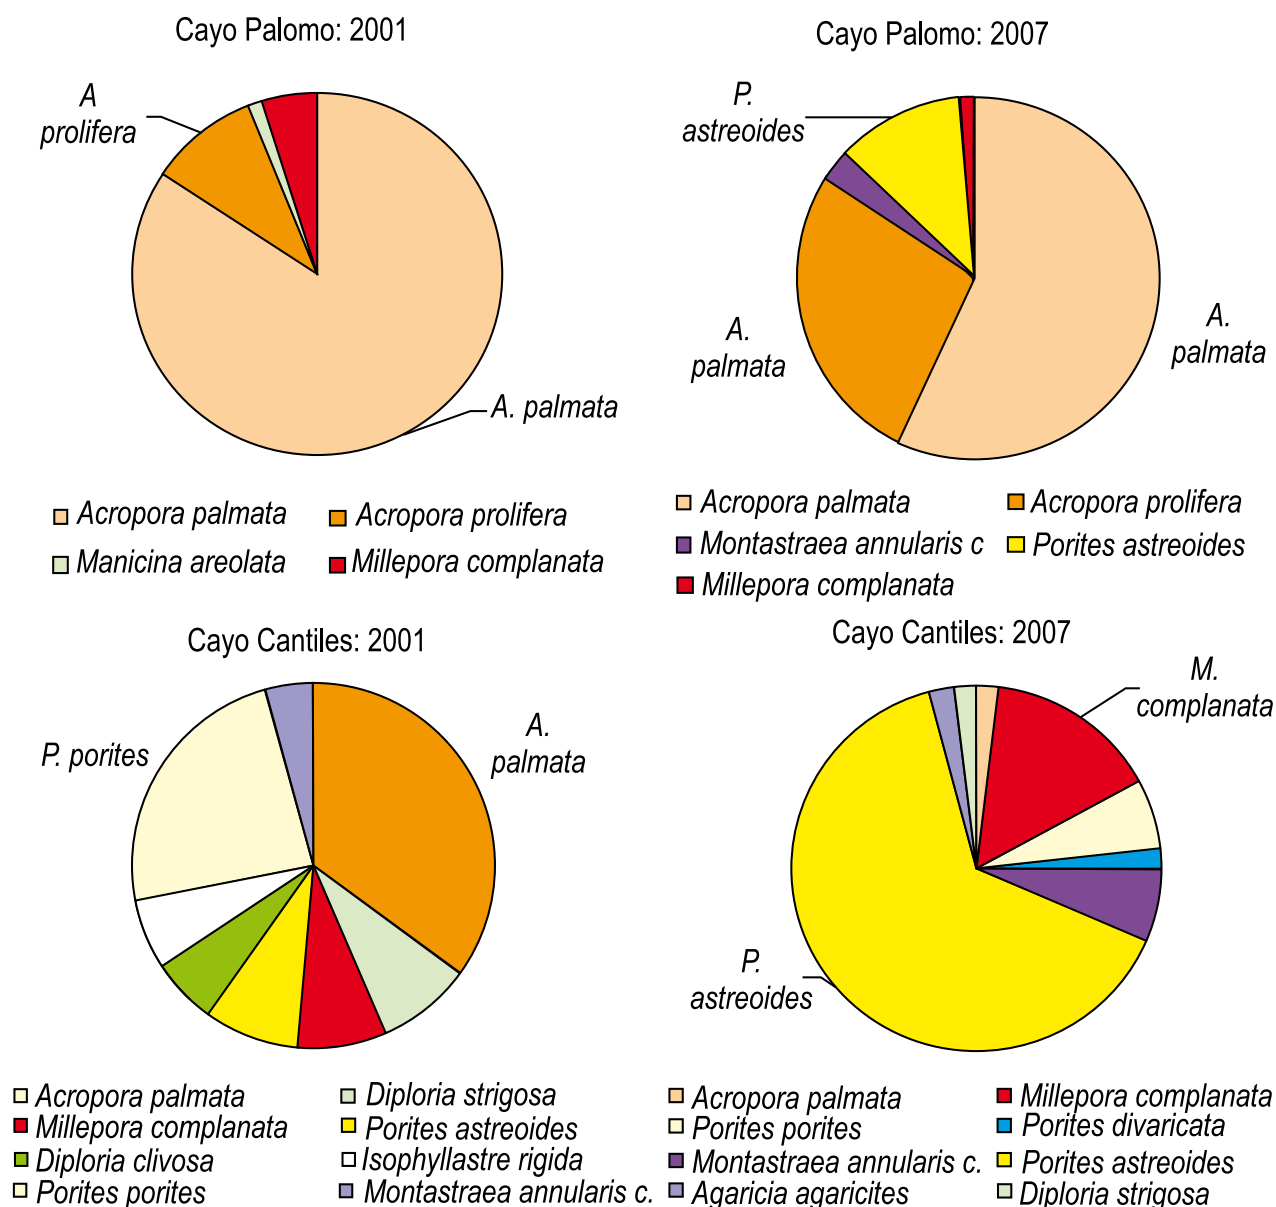 Cayo Palomo: 2001
A
prolifera
A. palmata
Acropora palmata
Acropora prolifera
Manicina areolata
Millepora complanata
Cayo Palomo: 2007
P.
astreoides
A.
palmata
A.
palmata
Acropora palmata
Acropora prolifera
Montastraea annularis c
Porites astreoides
Millepora complanata
Cayo Cantiles: 2001
P. porites
A.
palmata
Acropora palmata
Diploria strigosa
Millepora complanata
Porites astreoides
Diploria clivosa
Isophyllastre rigida
Porites porites
Montastraea annularis c.
Cayo Cantiles: 2007
M.
complanata
P.
astreoides
Acropora palmata
Millepora complanata
Porites porites
Porites divaricata
Montastraea annularis c.
Porites astreoides
Agaricia agaricites
Diploria strigosa